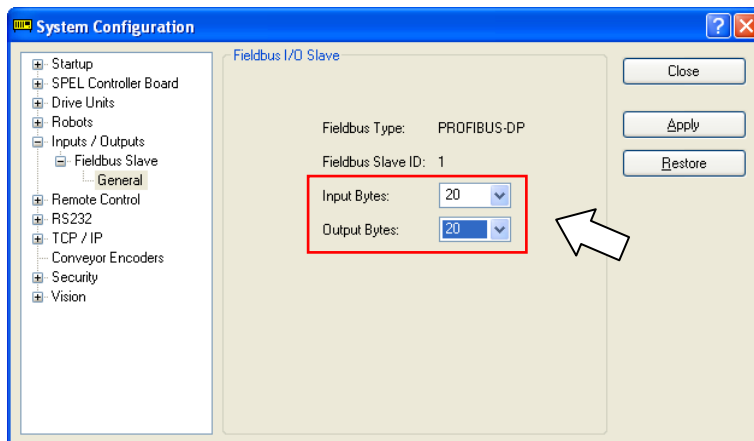 System Configuration
Startup
SPEL Controller Board
Drive Units
Robots
Inputs / Outputs
Fieldbus Slave
General
Remote Control
RS232
TCP / IP
Conveyor Encoders
Security
Vision
Fieldbus I/O Slave
Fieldbus Type: PROFIBUS-DP
Fieldbus Slave ID: 1
Input Bytes: 20
Output Bytes: 20
Close
Apply
Restore